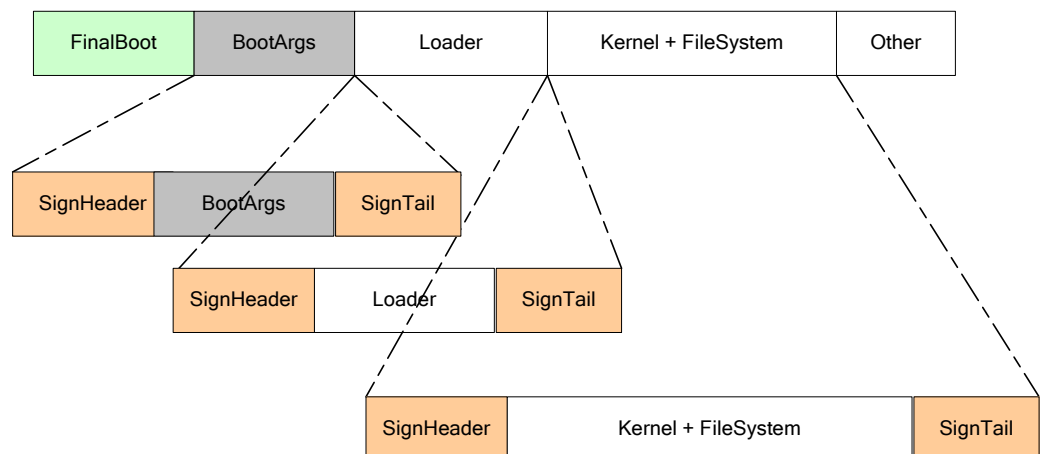 FinalBoot
BootArgs
Loader
Kernel + FileSystem
Other
SignHeader
BootArgs
SignTail
SignHeader
Loader
SignTail
SignHeader
Kernel + FileSystem
SignTail